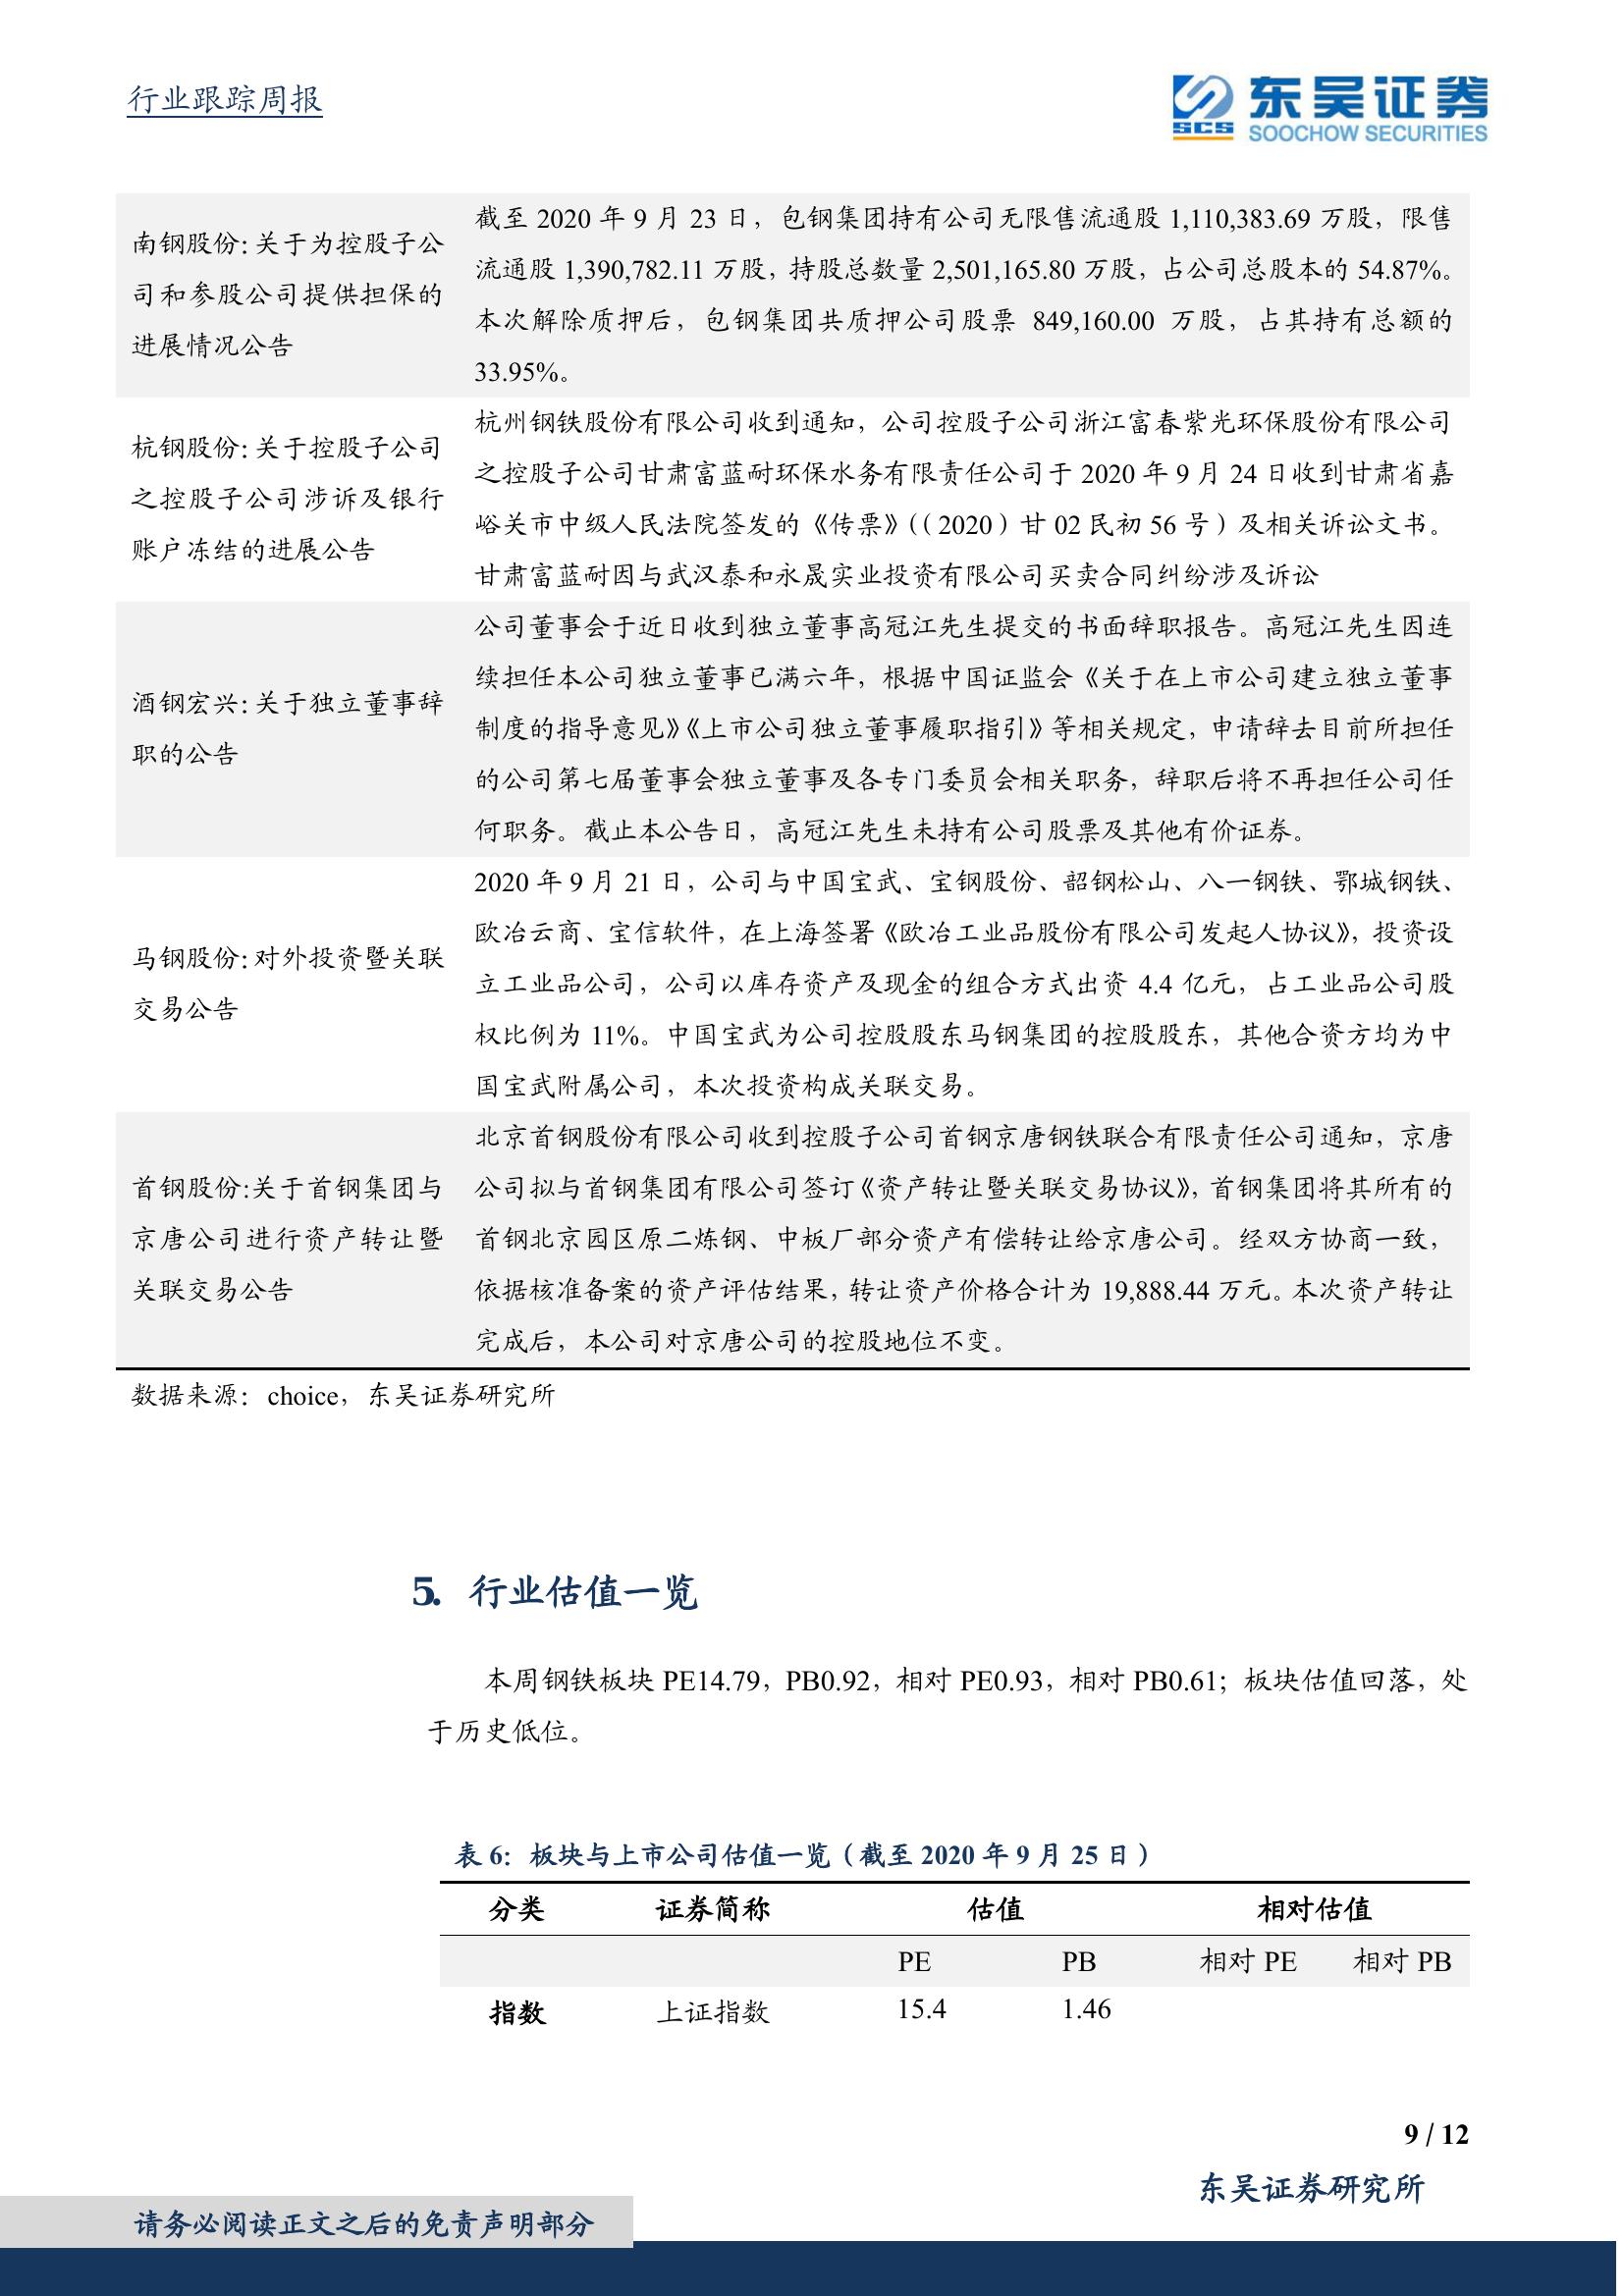 行业跟踪周报
SCS
东吴证券
SOOCHOW SECURITIES
南钢股份:关于为控股子公
司和参股公司提供担保的
进展情况公告
截至 2020 年 9 月 23 日，包钢集团持有公司无限售流通股 1,110,383.69 万股，限售
流通股 1,390,782.11 万股，持股总数量 2,501,165.80 万股，占公司总股本的 54.87%。
本次解除质押后，包钢集团共质押公司股票 849,160.00 万股，占其持有总额的
33.95%。
杭钢股份:关于控股子公司
之控股子公司涉诉及银行
账户冻结的进展公告
杭州钢铁股份有限公司收到通知，公司控股子公司浙江富春紫光环保股份有限公司
之控股子公司甘肃富蓝耐环保水务有限责任公司于 2020 年 9 月 24 日收到甘肃省嘉
峪关市中级人民法院签发的《传票》(（2020）甘 02 民初 56 号）及相关诉讼文书。
甘肃富蓝耐因与武汉泰和永晟实业投资有限公司买卖合同纠纷涉及诉讼
酒钢宏兴:关于独立董事辞
职的公告
公司董事会于近日收到独立董事高冠江先生提交的书面辞职报告。高冠江先生因连
续担任本公司独立董事已满六年，根据中国证监会《关于在上市公司建立独立董事
制度的指导意见》《上市公司独立董事履职指引》等相关规定，申请辞去目前所担任
的公司第七届董事会独立董事及各专门委员会相关职务，辞职后将不再担任公司任
何职务。截止本公告日，高冠江先生未持有公司股票及其他有价证券。
马钢股份:对外投资暨关联
交易公告
2020 年 9 月 21 日，公司与中国宝武、宝钢股份、韶钢松山、八一钢铁、鄂城钢铁、
欧冶云商、宝信软件，在上海签署《欧冶工业品股份有限公司发起人协议》，投资设
立工业品公司，公司以库存资产及现金的组合方式出资 4.4 亿元，占工业品公司股
权比例为 11%。中国宝武为公司控股股东马钢集团的控股股东，其他合资方均为中
国宝武附属公司，本次投资构成关联交易。
首钢股份:关于首钢集团与
京唐公司进行资产转让暨
关联交易公告
北京首钢股份有限公司收到控股子公司首钢京唐钢铁联合有限责任公司通知，京唐
公司拟与首钢集团有限公司签订《资产转让暨关联交易协议》，首钢集团将其所有的
首钢北京园区原二炼钢、中板厂部分资产有偿转让给京唐公司。经双方协商一致，
依据核准备案的资产评估结果，转让资产价格合计为 19,888.44 万元。本次资产转让
完成后，本公司对京唐公司的控股地位不变。
数据来源：choice，东吴证券研究所
5. 行业估值一览
本周钢铁板块 PE14.79，PB0.92，相对 PE0.93，相对 PB0.61；板块估值回落，处
于历史低位。
表 6：板块与上市公司估值一览（截至 2020 年 9 月 25 日）
分类 证券简称 估值 相对估值
PE PB 相对 PE 相对 PB
指数 上证指数 15.4 1.46
9 / 12
东吴证券研究所
请务必阅读正文之后的免责声明部分